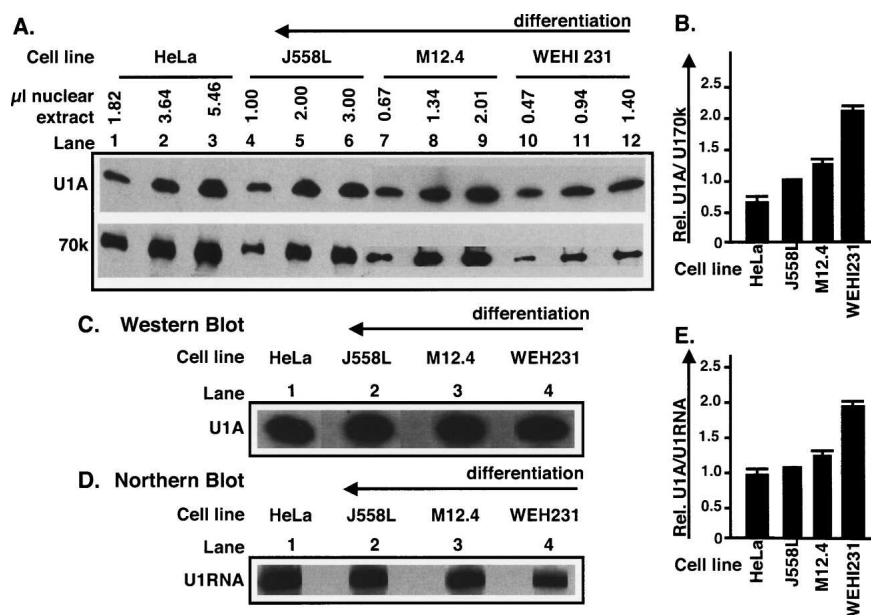 A.
differentiation
Cell line HeLa J558L M12.4 WEHI 231
µl nuclear extract 1.82 3.64 5.46 1.00 2.00 3.00 0.67 1.34 2.01 0.47 0.94 1.40
Lane 1 2 3 4 5 6 7 8 9 10 11 12
U1A
70k
B.
Rel. U1A/ U170k
2.5
2.0
1.5
1.0
0.5
0
Cell line HeLa J558L M12.4 WEHI231
C. Western Blot
differentiation
Cell line HeLa J558L M12.4 WEH231
Lane 1 2 3 4
U1A
D. Northern Blot
differentiation
Cell line HeLa J558L M12.4 WEH231
Lane 1 2 3 4
U1RNA
E.
Rel. U1A/U1RNA
2.5
2.0
1.5
1.0
0.5
0
Cell line HeLa J558L M12.4 WEHI231